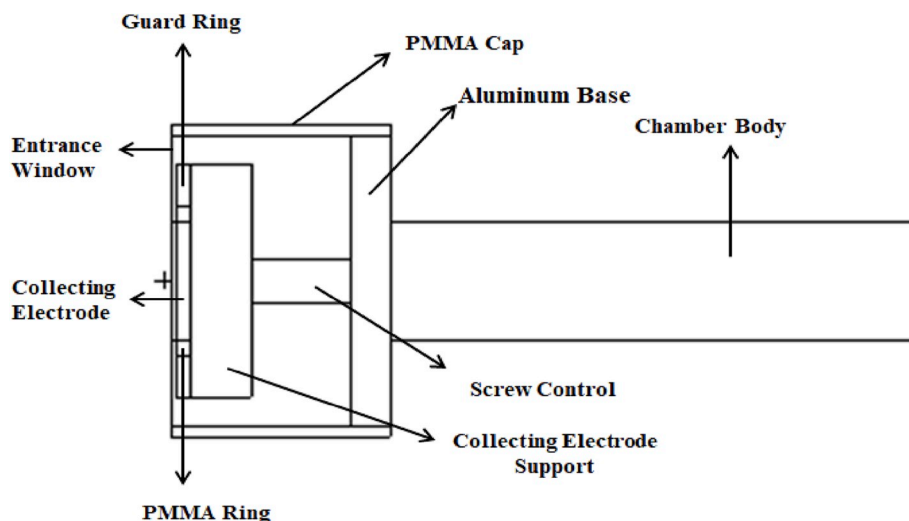 Guard Ring
PMMA Cap
Aluminum Base
Chamber Body
Entrance
Window
Collecting
Electrode
Screw Control
Collecting Electrode
Support
PMMA Ring